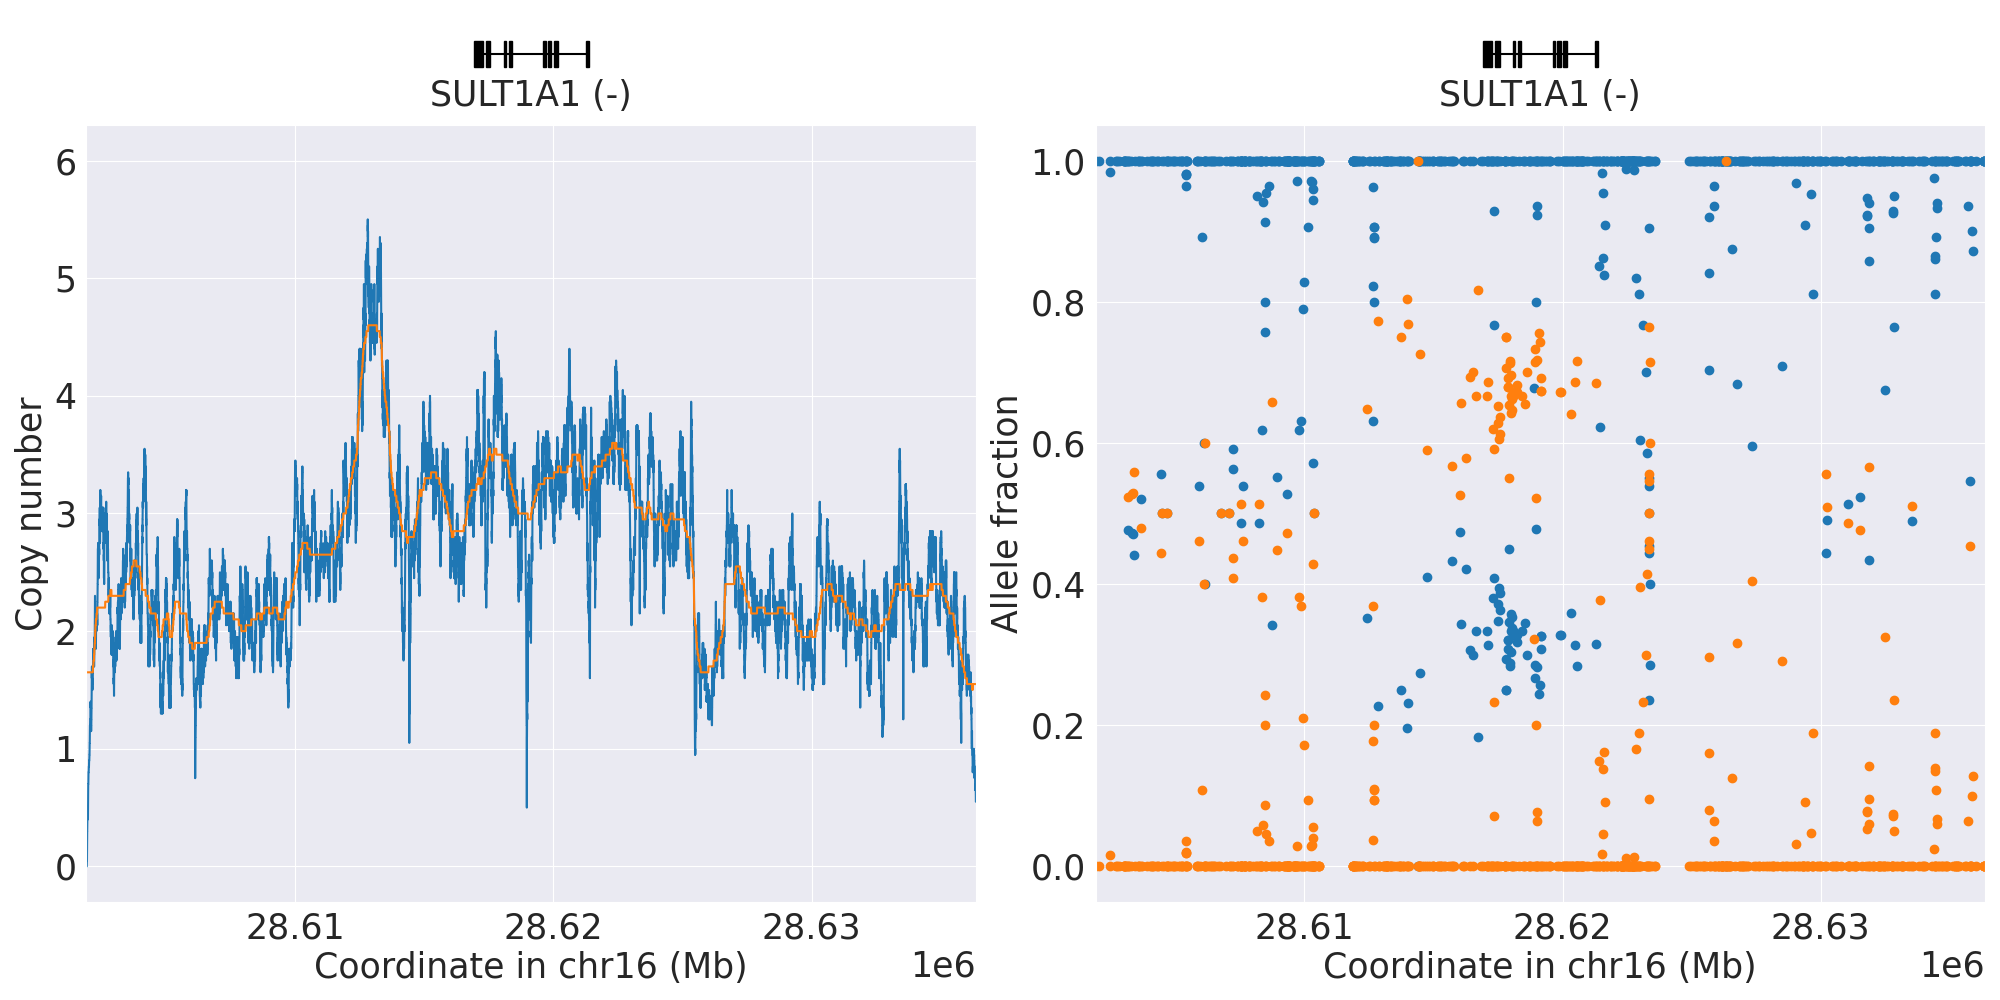 SULT1A1 (-)
6
5
4
3
2
1
0
Copy number
28.61
28.62
28.63
Coordinate in chr16 (Mb)
1e6
SULT1A1 (-)
1.0
0.8
0.6
0.4
0.2
0.0
Allele fraction
28.61
28.62
28.63
Coordinate in chr16 (Mb)
1e6